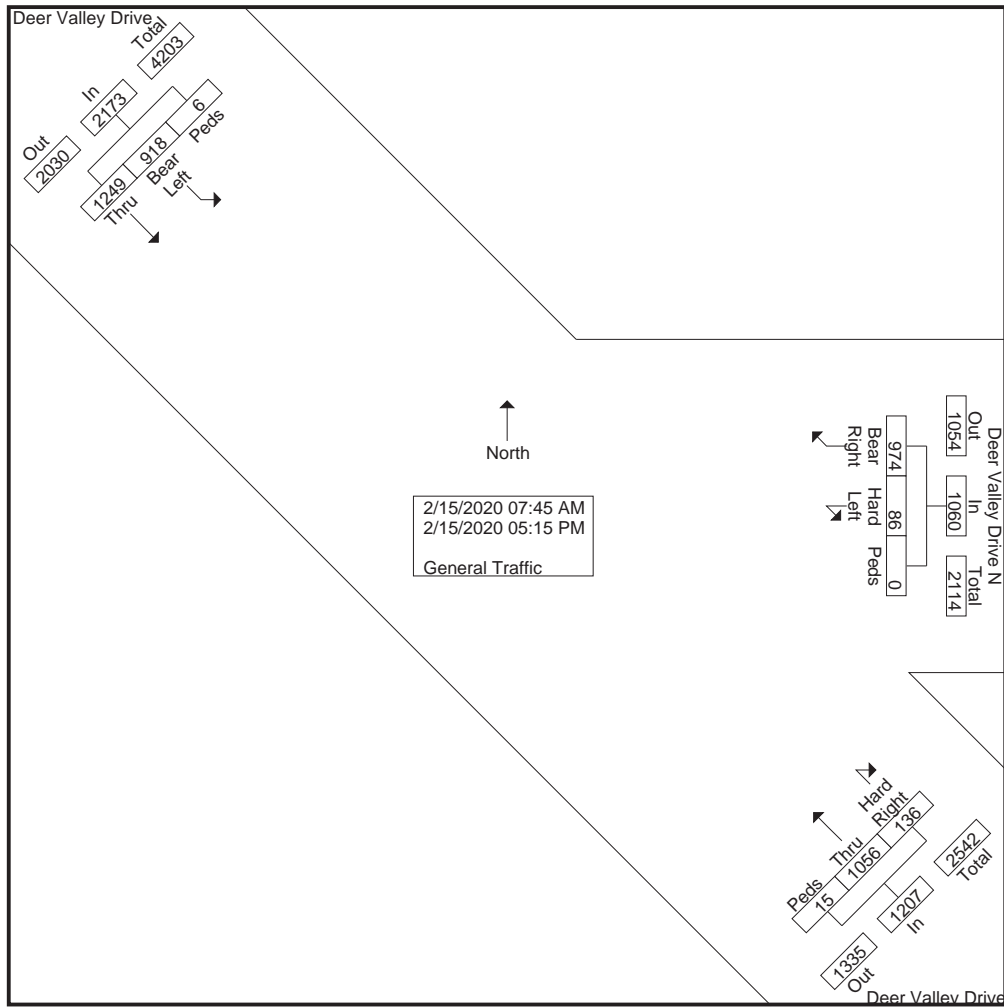 Deer Valley Drive
Out
In
Total
2030
2173
4203
1249
918
6
Thru
Bear
Left
Peds
North
2/15/2020 07:45 AM
2/15/2020 05:15 PM
General Traffic
Deer Valley Drive N
Out
In
Total
1054
1060
2114
974
86
0
Bear
Right
Hard
Left
Peds
Hard
Right
Thru
Peds
136
1056
15
2542
Total
1207
In
1335
Out
Deer Valley Drive